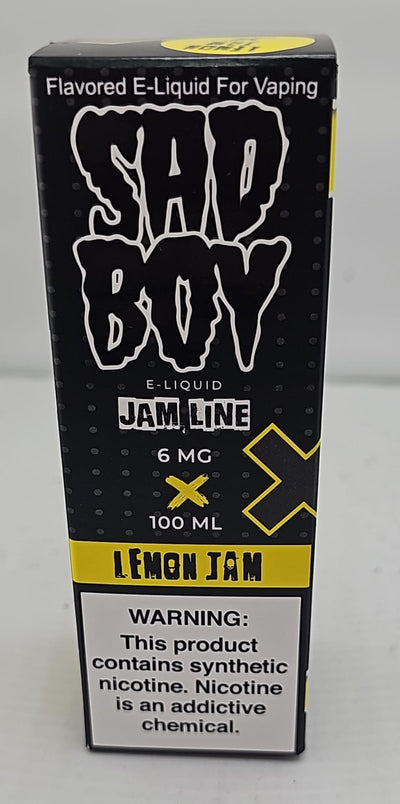 Flavored E-Liquid For Vaping
SAD
BOY
E-LIQUID
JAM LINE
6 MG
100 ML
LEMON JAM
WARNING:
This product
contains synthetic
nicotine. Nicotine
is an addictive
chemical.